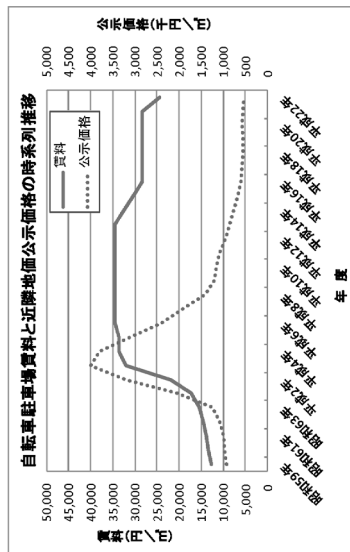 自転車駐車場賃料と近隣地価公示価格の時系列推移
賃料(円/㎡)
50,000
45,000
40,000
35,000
30,000
25,000
20,000
15,000
10,000
5,000
0
賃料
公示価格
公示価格(千円/㎡)
5,000
4,500
4,000
3,500
3,000
2,500
2,000
1,500
1,000
500
0
昭和59年
昭和61年
昭和63年
平成2年
平成4年
平成6年
平成8年
平成10年
平成12年
平成14年
平成16年
平成18年
平成20年
平成22年
年 度